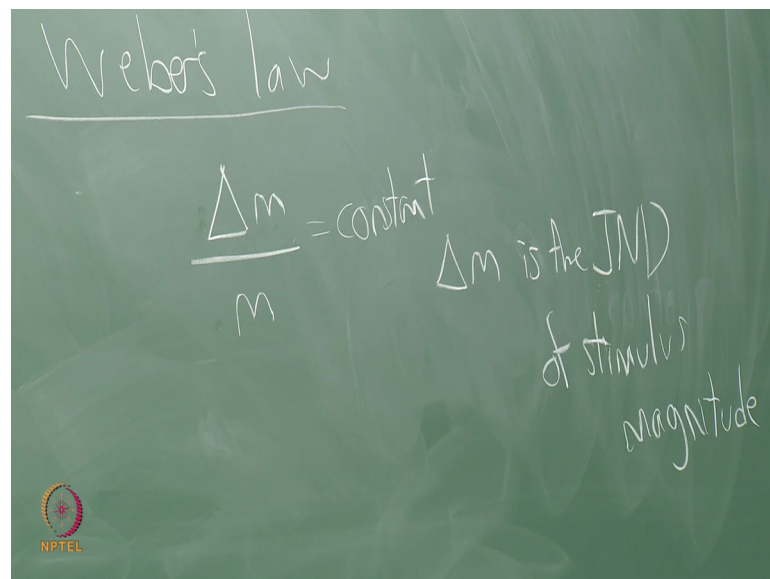 Weber's law
Δm
= constant
m
Δm is the JND
of stimulus
magnitude
NPTEL